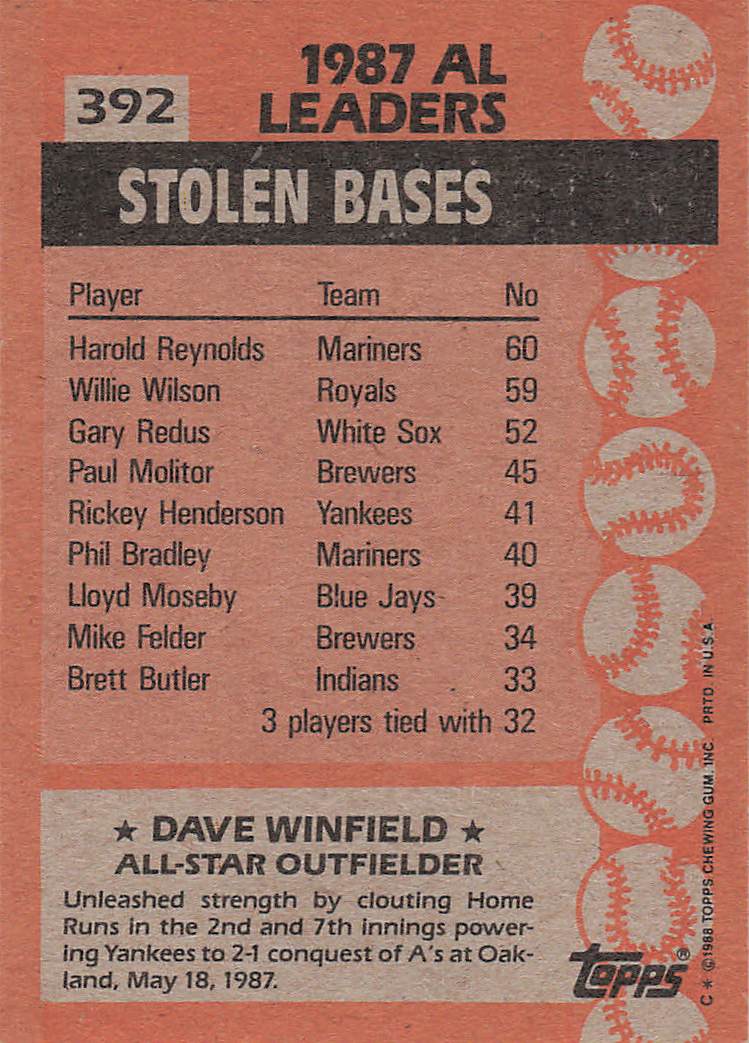 1987 AL
LEADERS
392
STOLEN BASES
Player Team No
Harold Reynolds Mariners 60
Willie Wilson Royals 59
Gary Redus White Sox 52
Paul Molitor Brewers 45
Rickey Henderson Yankees 41
Phil Bradley Mariners 40
Lloyd Moseby Blue Jays 39
Mike Felder Brewers 34
Brett Butler Indians 33
3 players tied with 32
★ DAVE WINFIELD ★
ALL-STAR OUTFIELDER
Unleashed strength by clouting Home
Runs in the 2nd and 7th innings power-
ing Yankees to 2-1 conquest of A's at Oak-
land, May 18, 1987.
topps®
C * ©1988 TOPPS CHEWING GUM, INC. PRTD. IN U.S.A.